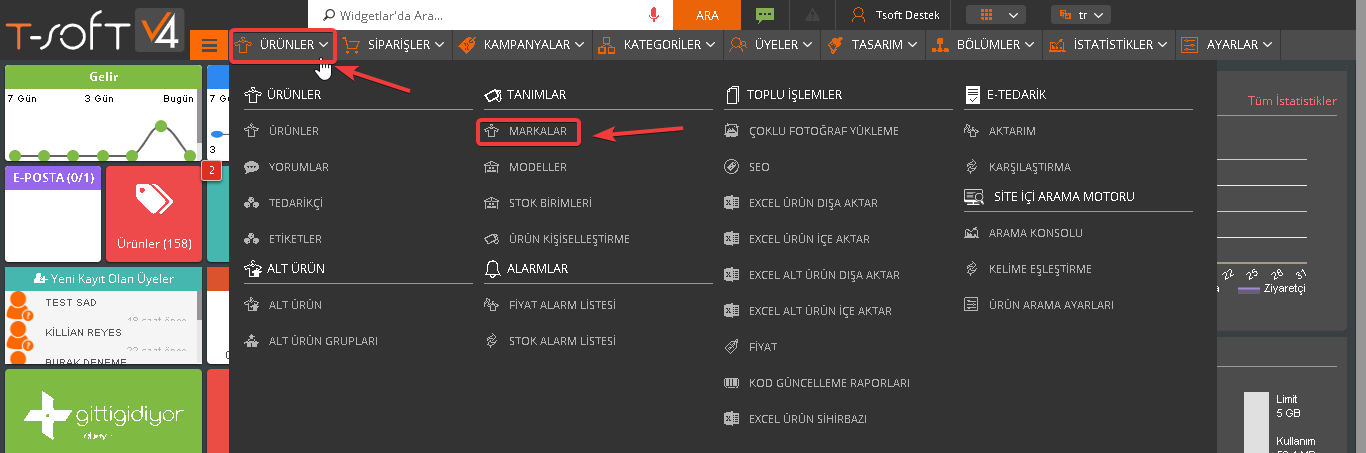 T-SOFT V4
Widgetlar'da Ara...
ARA
Tsoft Destek
tr
ÜRÜNLER
SİPARİŞLER
KAMPANYALAR
KATEGORİLER
ÜYELER
TASARIM
BÖLÜMLER
İSTATİSTİKLER
AYARLAR
Gelir
7 Gün 3 Gün Bugün
7 G
3
E-POSTA (0/1)
2
Ürünler (158)
Yeni Kayıt Olan Üyeler
TEST SAD
KİLLİAN REYES
BURAK DENEME
gittigidiyor
ÜRÜNLER
ÜRÜNLER
YORUMLAR
TEDARİKÇİ
ETİKETLER
ALT ÜRÜN
ALT ÜRÜN
ALT ÜRÜN GRUPLARI
TANIMLAR
MARKALAR
MODELLER
STOK BİRİMLERİ
ÜRÜN KİŞİSELLEŞTİRME
ALARMLAR
FİYAT ALARM LİSTESİ
STOK ALARM LİSTESİ
TOPLU İŞLEMLER
ÇOKLU FOTOĞRAF YÜKLEME
SEO
EXCEL ÜRÜN DIŞA AKTAR
EXCEL ÜRÜN İÇE AKTAR
EXCEL ALT ÜRÜN DIŞA AKTAR
EXCEL ALT ÜRÜN İÇE AKTAR
FİYAT
KOD GÜNCELLEME RAPORLARI
EXCEL ÜRÜN SİHİRBAZI
E-TEDARİK
AKTARIM
KARŞILAŞTIRMA
SİTE İÇİ ARAMA MOTORU
ARAMA KONSOLU
KELİME EŞLEŞTİRME
ÜRÜN ARAMA AYARLARI
Tüm İstatistikler
22 25 28 31
Ziyaretçi
Limit
5 GB
Kullanım